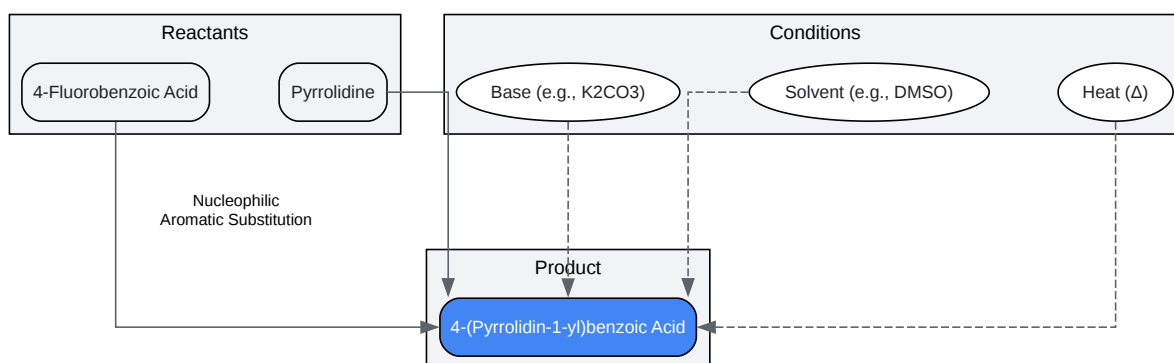 Reactants
Conditions
4-Fluorobenzoic Acid
Pyrrolidine
Base (e.g., K2CO3)
Solvent (e.g., DMSO)
Heat (Δ)
Nucleophilic
Aromatic Substitution
Product
4-(Pyrrolidin-1-yl)benzoic Acid